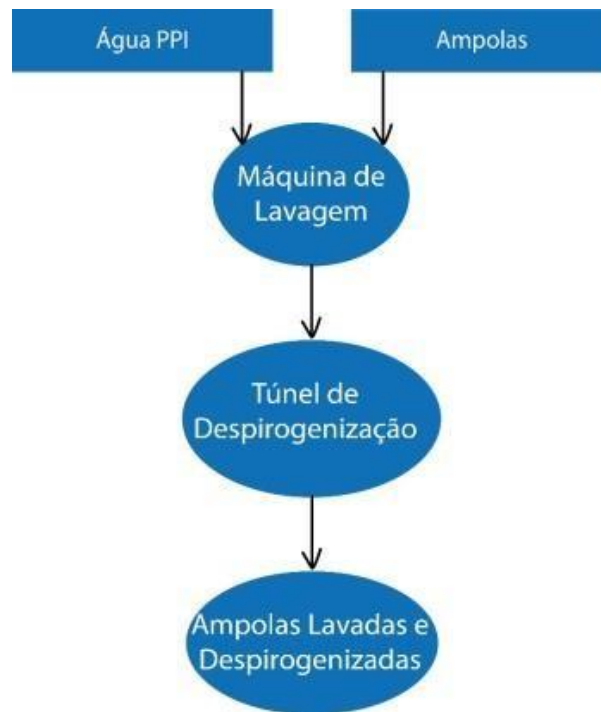 Água PPI
Ampolas
Máquina de
Lavagem
Túnel de
Despirogenização
Ampolas Lavadas e
Despirogenizadas